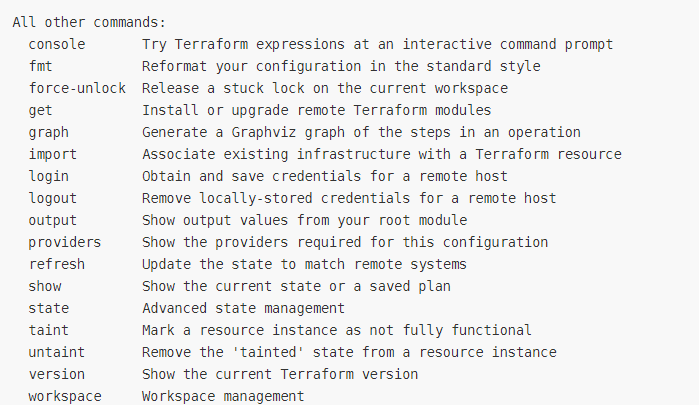 All other commands:
  console       Try Terraform expressions at an interactive command prompt
  fmt           Reformat your configuration in the standard style
  force-unlock  Release a stuck lock on the current workspace
  get           Install or upgrade remote Terraform modules
  graph         Generate a Graphviz graph of the steps in an operation
  import        Associate existing infrastructure with a Terraform resource
  login         Obtain and save credentials for a remote host
  logout        Remove locally-stored credentials for a remote host
  output        Show output values from your root module
  providers     Show the providers required for this configuration
  refresh       Update the state to match remote systems
  show          Show the current state or a saved plan
  state         Advanced state management
  taint         Mark a resource instance as not fully functional
  untaint       Remove the 'tainted' state from a resource instance
  version       Show the current Terraform version
  workspace     Workspace management